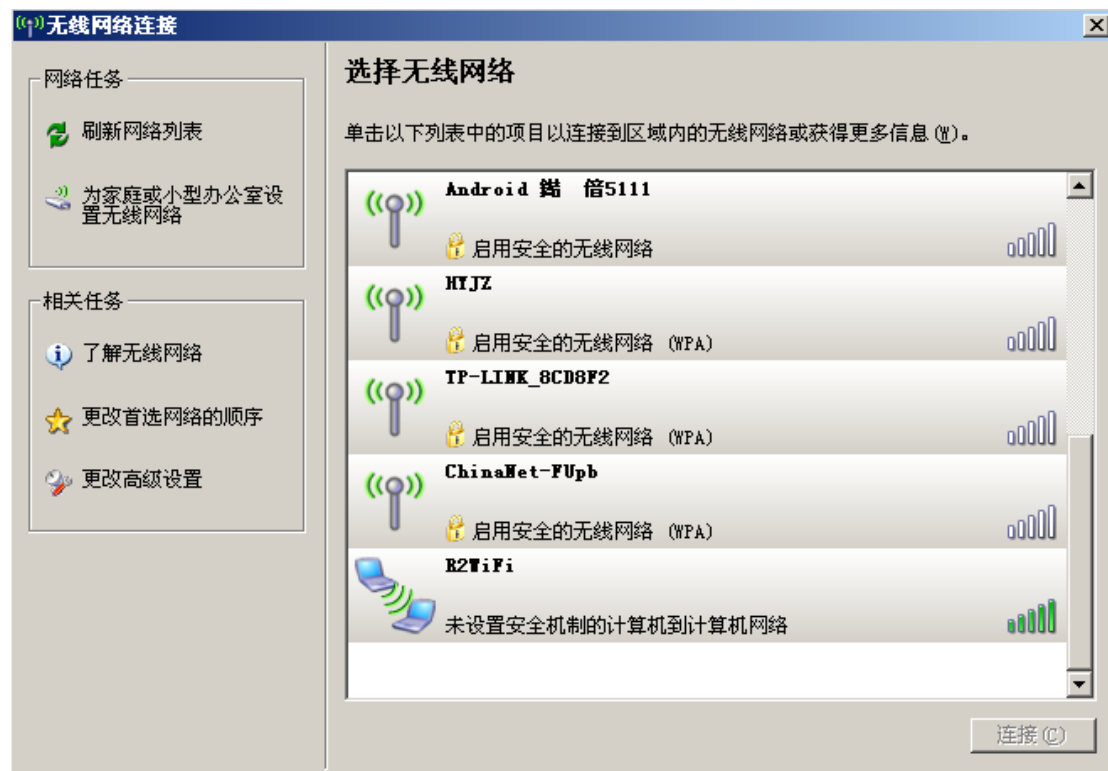 无线网络连接
网络任务
刷新网络列表
为家庭或小型办公室设
置无线网络
相关任务
了解无线网络
更改首选网络的顺序
更改高级设置
选择无线网络
单击以下列表中的项目以连接到区域内的无线网络或获得更多信息(W)。
Android 鍩 倍5111
启用安全的无线网络
HYJZ
启用安全的无线网络 (WPA)
TP-LINK_8CD8F2
启用安全的无线网络 (WPA)
ChinaNet-FUpb
启用安全的无线网络 (WPA)
R2WiFi
未设置安全机制的计算机到计算机网络
连接(C)